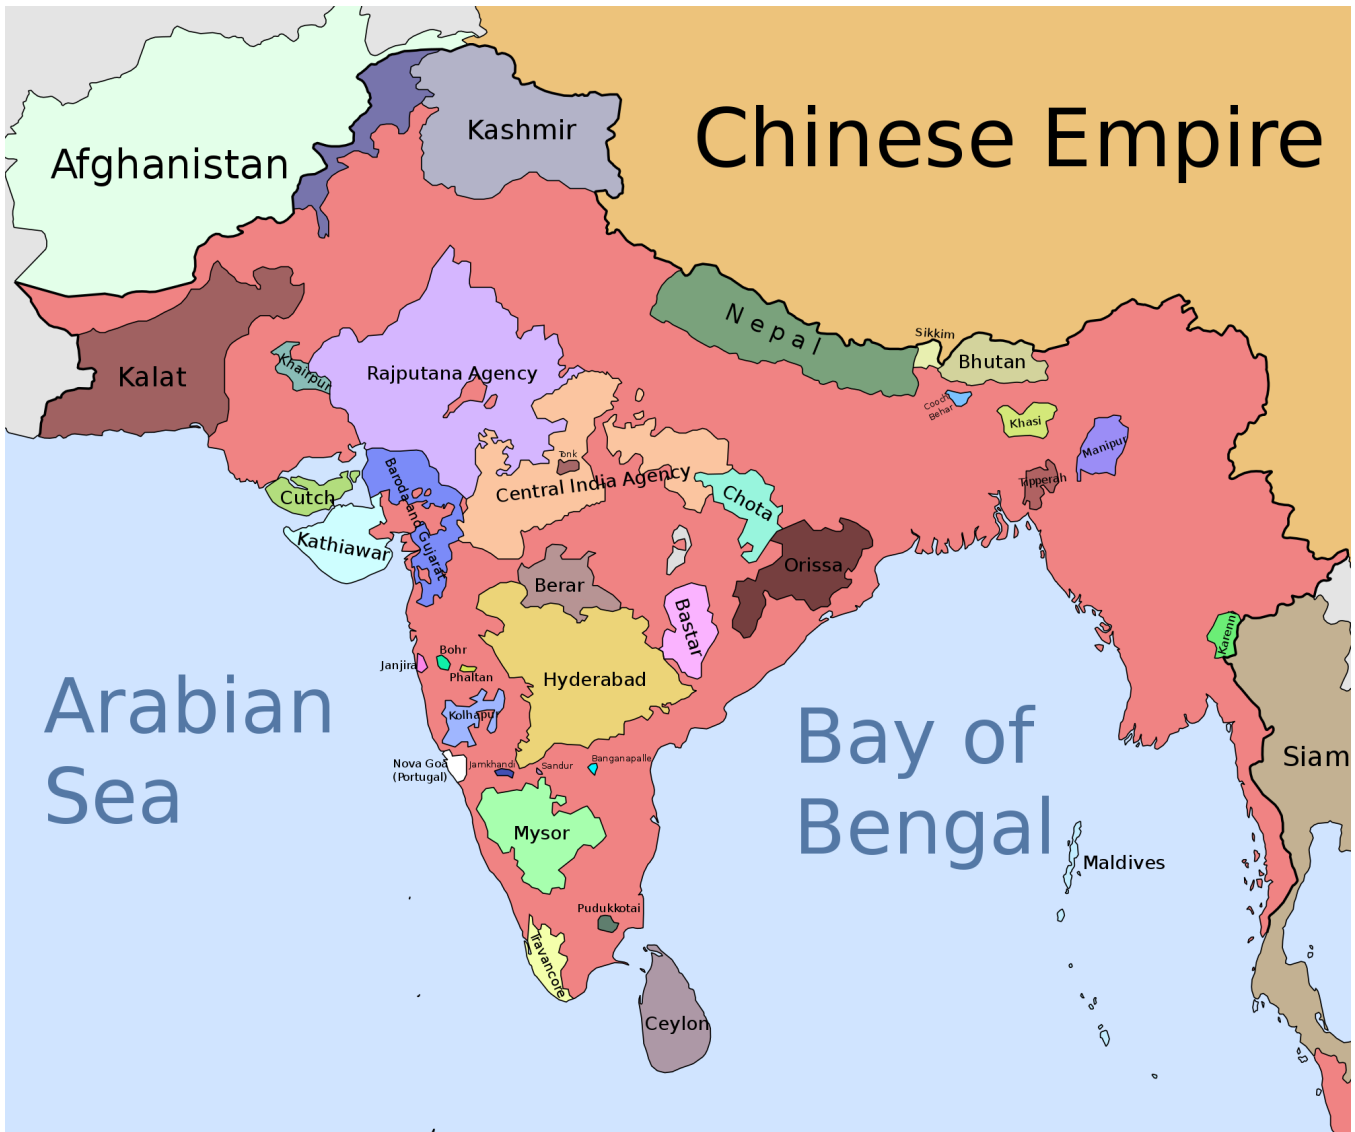 Chinese Empire
Kashmir
Afghanistan
Nepal
Sikkim
Bhutan
Kalat
Khairpur
Rajputana Agency
Cooch
Behar
Khasi
Manipur
Tipperah
Tonk
Central India Agency
Baroda and Gujarat
Cutch
Chota
Kathiawar
Orissa
Berar
Bastar
Karenni
Bohr
Janjira
Phaltan
Hyderabad
Kolhapur
Arabian
Sea
Bay of
Bengal
Siam
Nova Goa
(Portugal)
Jamkhandi
Sandur
Banganapalle
Mysor
Maldives
Pudukkotai
Travancore
Ceylon